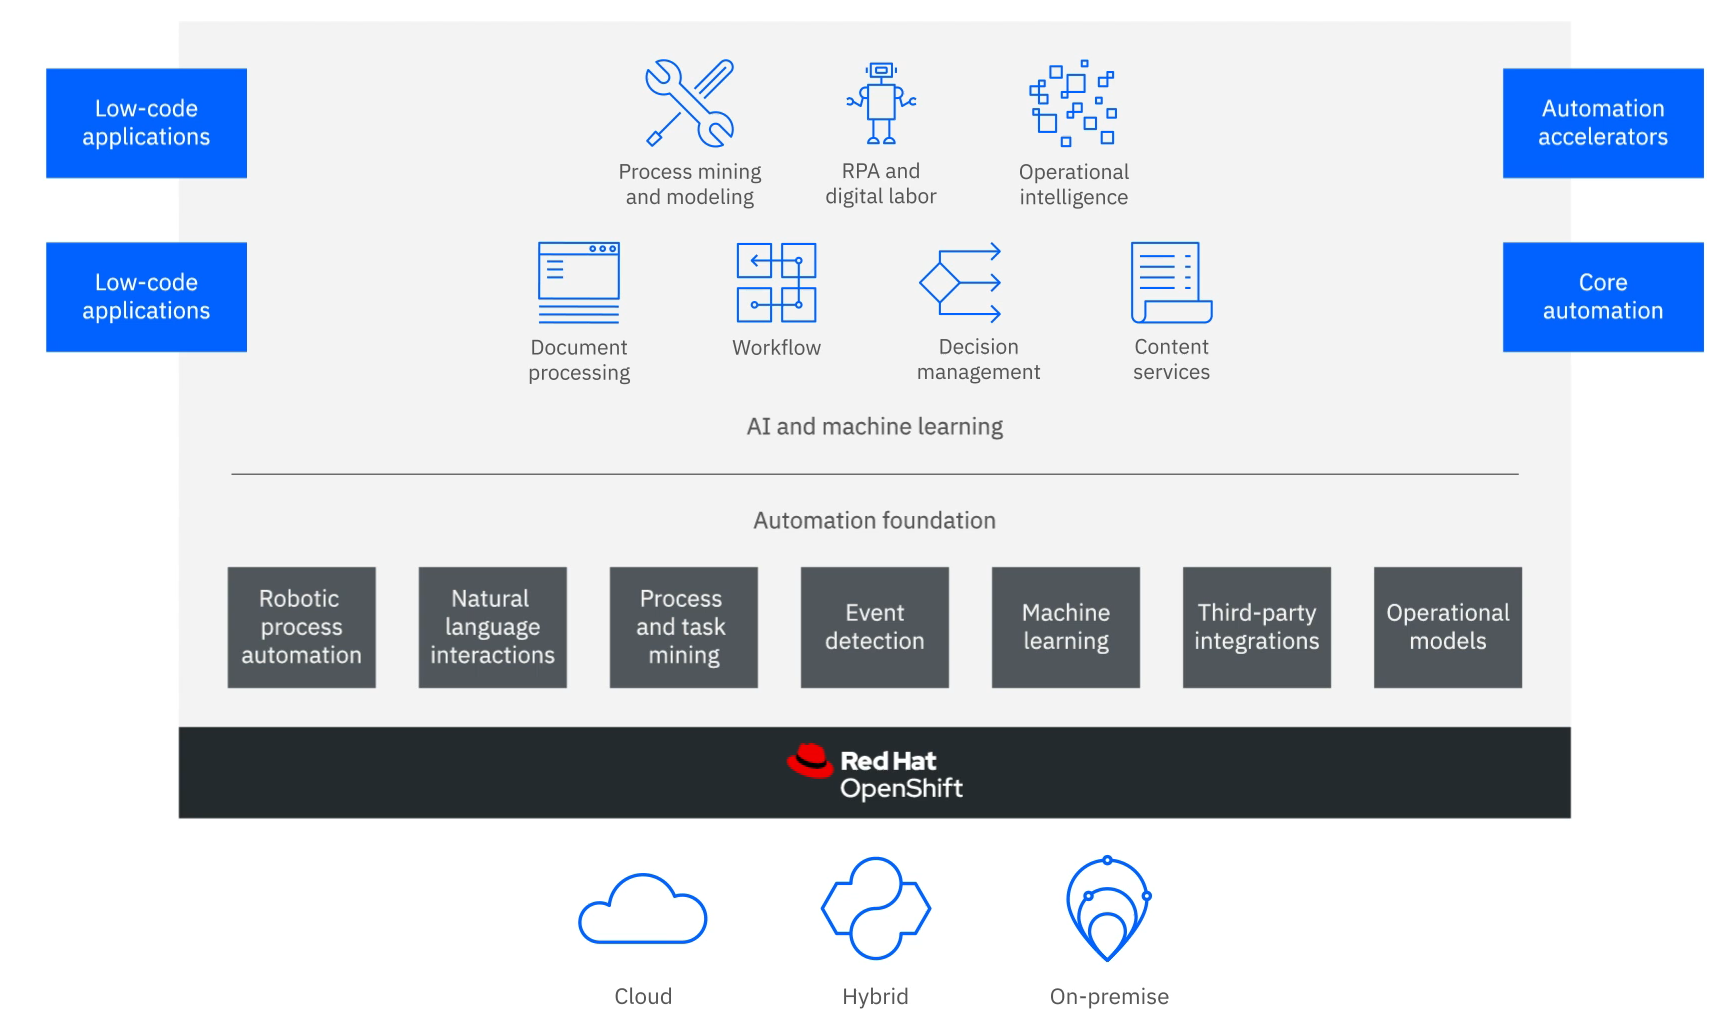 Low-code
applications
Automation
accelerators
Process mining
and modeling
RPA and
digital labor
Operational
intelligence
Low-code
applications
Core
automation
Document
processing
Workflow
Decision
management
Content
services
AI and machine learning
Automation foundation
Robotic
process
automation
Natural
language
interactions
Process
and task
mining
Event
detection
Machine
learning
Third-party
integrations
Operational
models
Red Hat
OpenShift
Cloud
Hybrid
On-premise